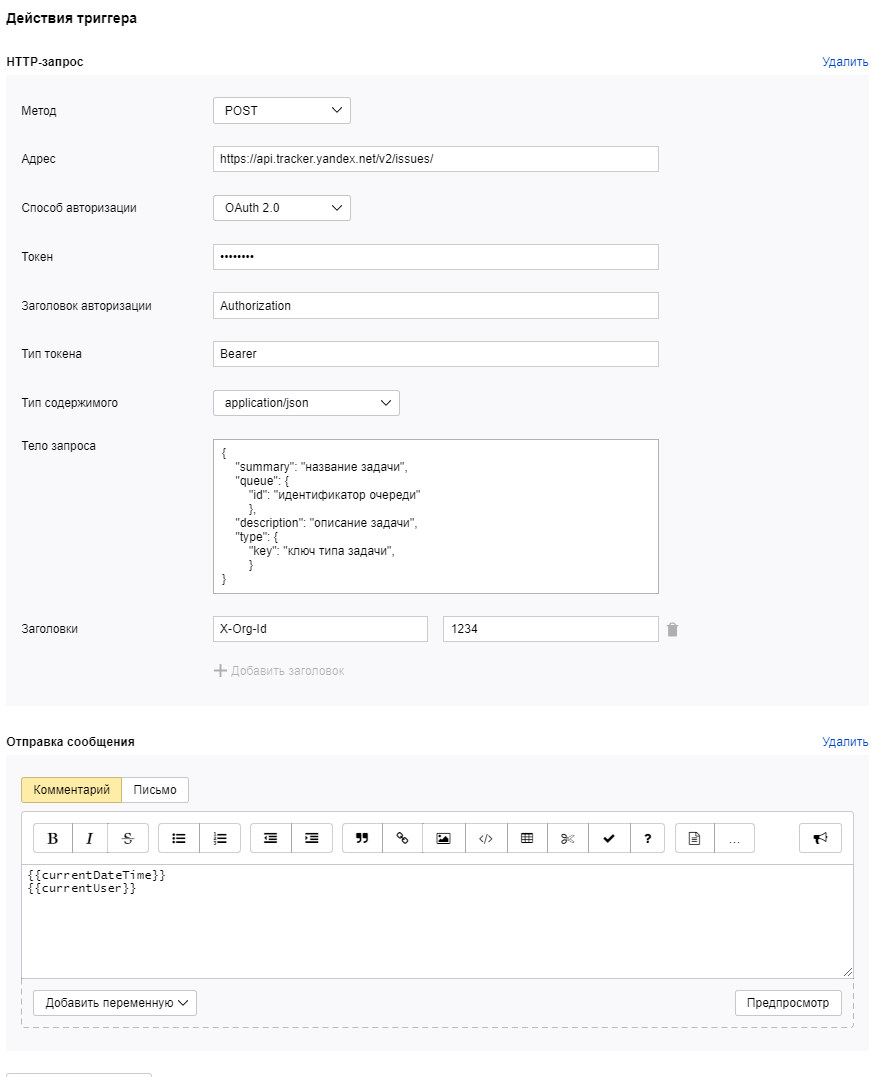 Действия триггера
HTTP-запрос Удалить
Метод POST
Адрес https://api.tracker.yandex.net/v2/issues/
Способ авторизации OAuth 2.0
Токен ••••••••
Заголовок авторизации Authorization
Тип токена Bearer
Тип содержимого application/json
Тело запроса
{
"summary": "название задачи",
"queue": {
"id": "идентификатор очереди"
},
"description": "описание задачи",
"type": {
"key": "ключ типа задачи",
}
}
Заголовки X-Org-Id 1234
Добавить заголовок
Отправка сообщения Удалить
Комментарий Письмо
B I S </> ? ...
{{currentDateTime}}
{{currentUser}}
Добавить переменную Предпросмотр